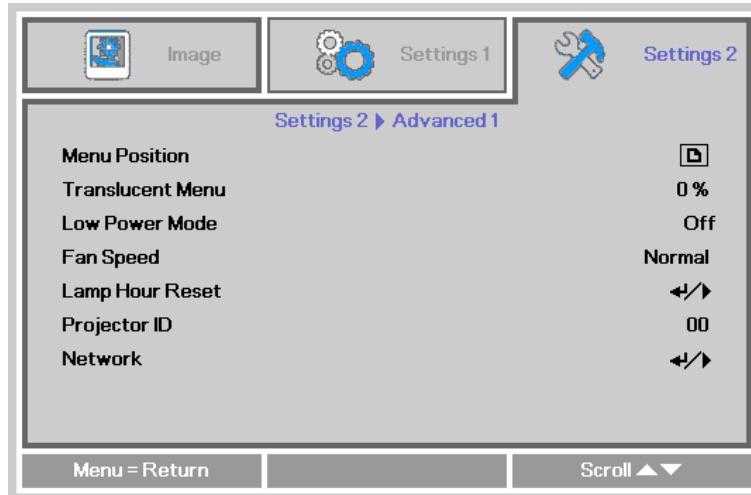 Image
Settings 1
Settings 2
Settings 2 Advanced 1
Menu Position
Translucent Menu 0 %
Low Power Mode Off
Fan Speed Normal
Lamp Hour Reset
Projector ID 00
Network
Menu = Return
Scroll